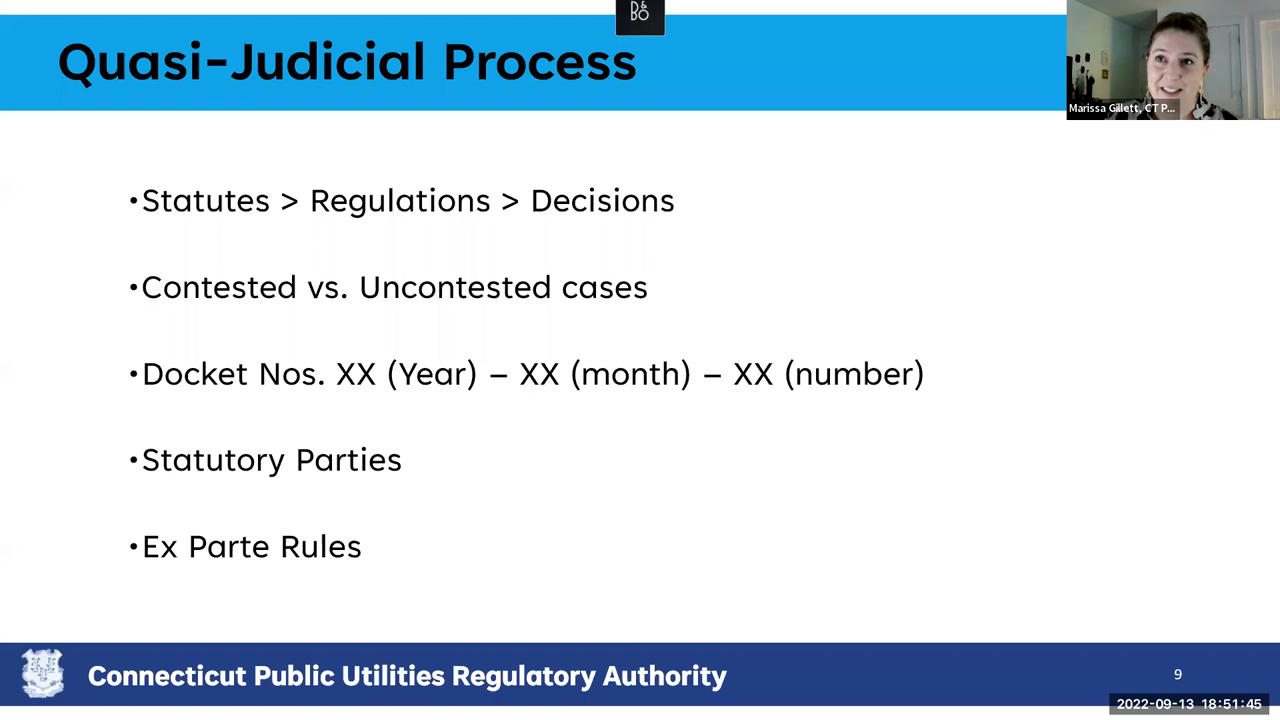 B&O
Quasi-Judicial Process
Marissa Gillett, CT P...
•Statutes > Regulations > Decisions
•Contested vs. Uncontested cases
•Docket Nos. XX (Year) – XX (month) – XX (number)
•Statutory Parties
•Ex Parte Rules
Connecticut Public Utilities Regulatory Authority
9
2022-09-13 18:51:45